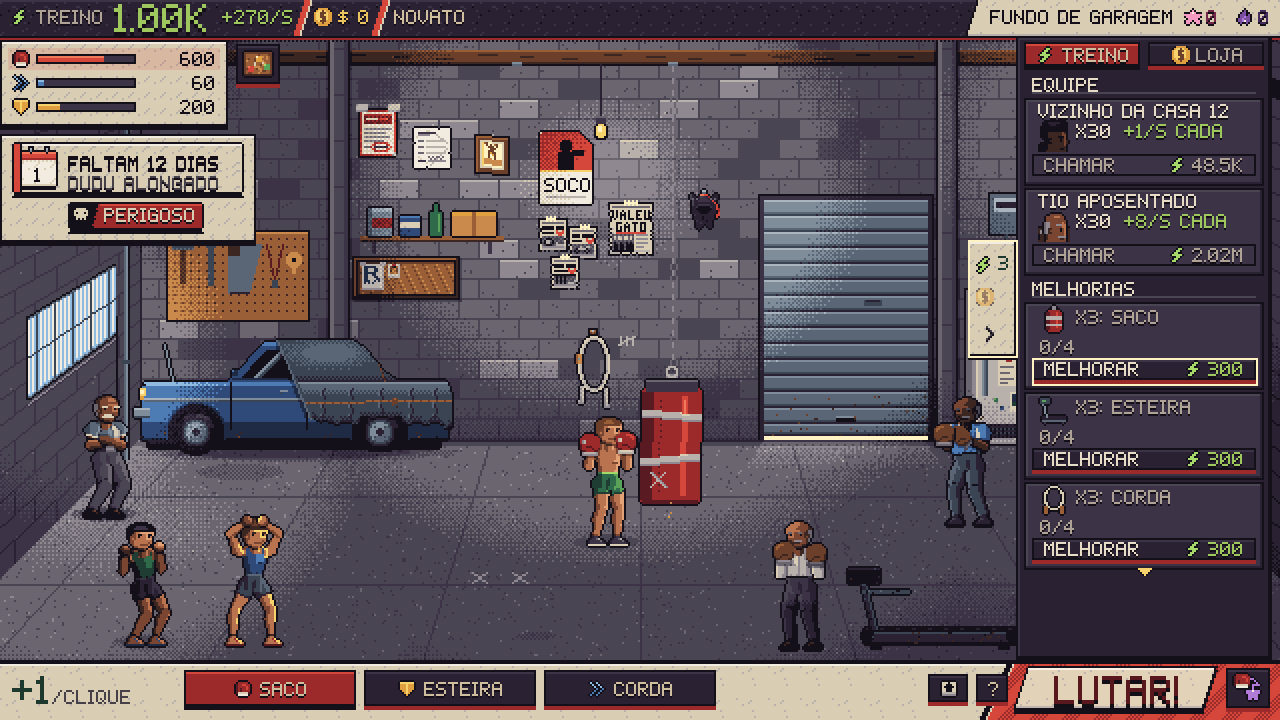 TREINO 1.00K +270/S $ 0 NOVATO
FUNDO DE GARAGEM 0 0
600
60
200
FALTAM 12 DIAS
1
DUDU ALONGADO
PERIGOSO
SOCO
VALEU
GATO
R
3
TREINO LOJA
EQUIPE
VIZINHO DA CASA 12
X30 +1/S CADA
CHAMAR 48.5K
TIO APOSENTADO
X30 +8/S CADA
CHAMAR 2.02M
MELHORIAS
X3: SACO
0/4
MELHORAR 300
X3: ESTEIRA
0/4
MELHORAR 300
X3: CORDA
0/4
MELHORAR 300
+1/CLIQUE
SACO
ESTEIRA
CORDA
?
LUTAR!